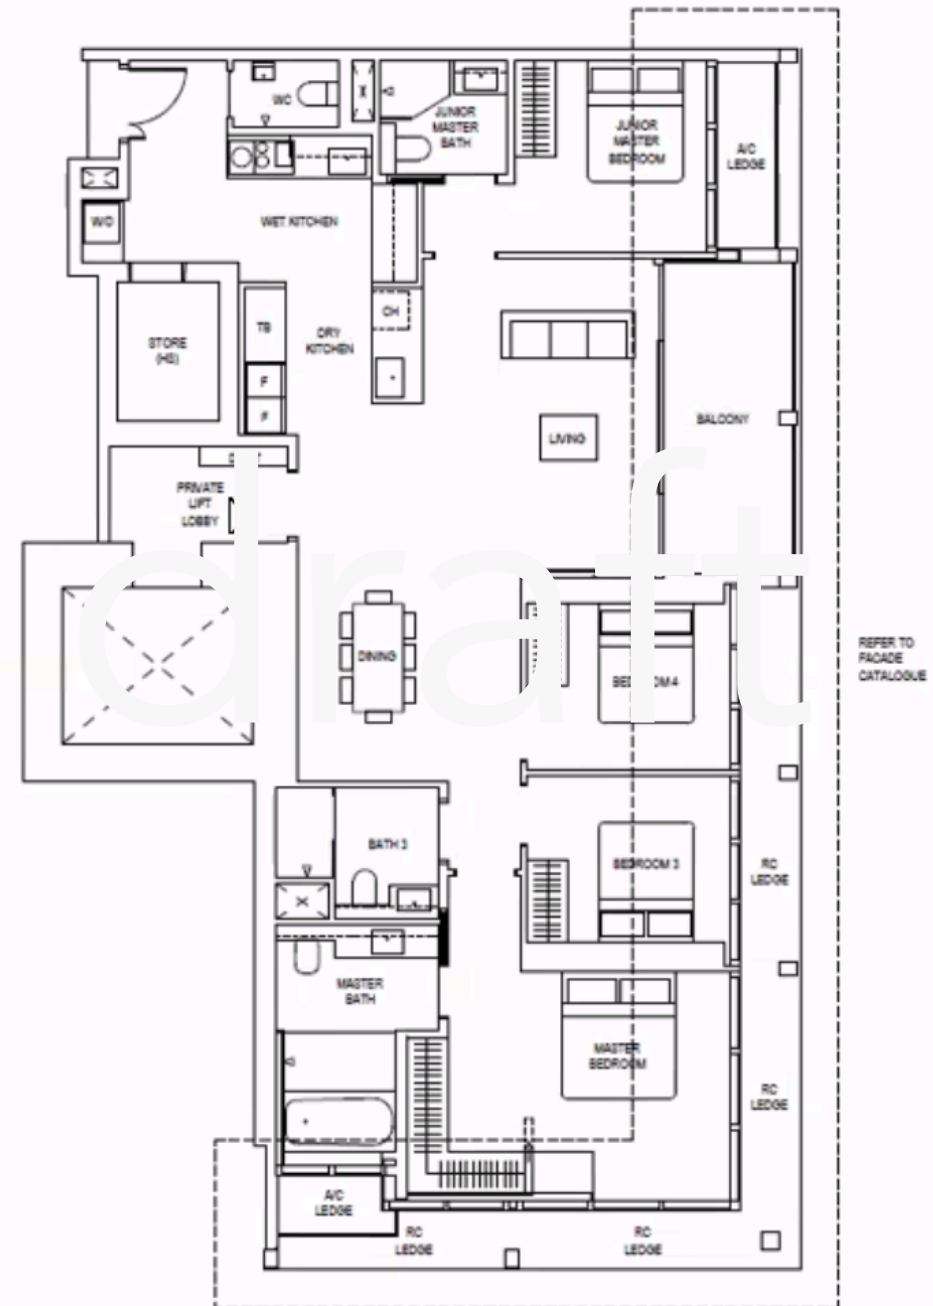 WC
JUNIOR
MASTER
BATH
JUNIOR
MASTER
BEDROOM
A/C
LEDGE
W/D
WET KITCHEN
CH
TB
DRY
KITCHEN
STORE
(HS)
F
F
LIVING
BALCONY
PRIVATE
LIFT
LOBBY
draft
DINING
BEDROOM 4
REFER TO
FACADE
CATALOGUE
BATH 3
BEDROOM 3
RC
LEDGE
MASTER
BATH
MASTER
BEDROOM
RC
LEDGE
A/C
LEDGE
RC
LEDGE
RC
LEDGE